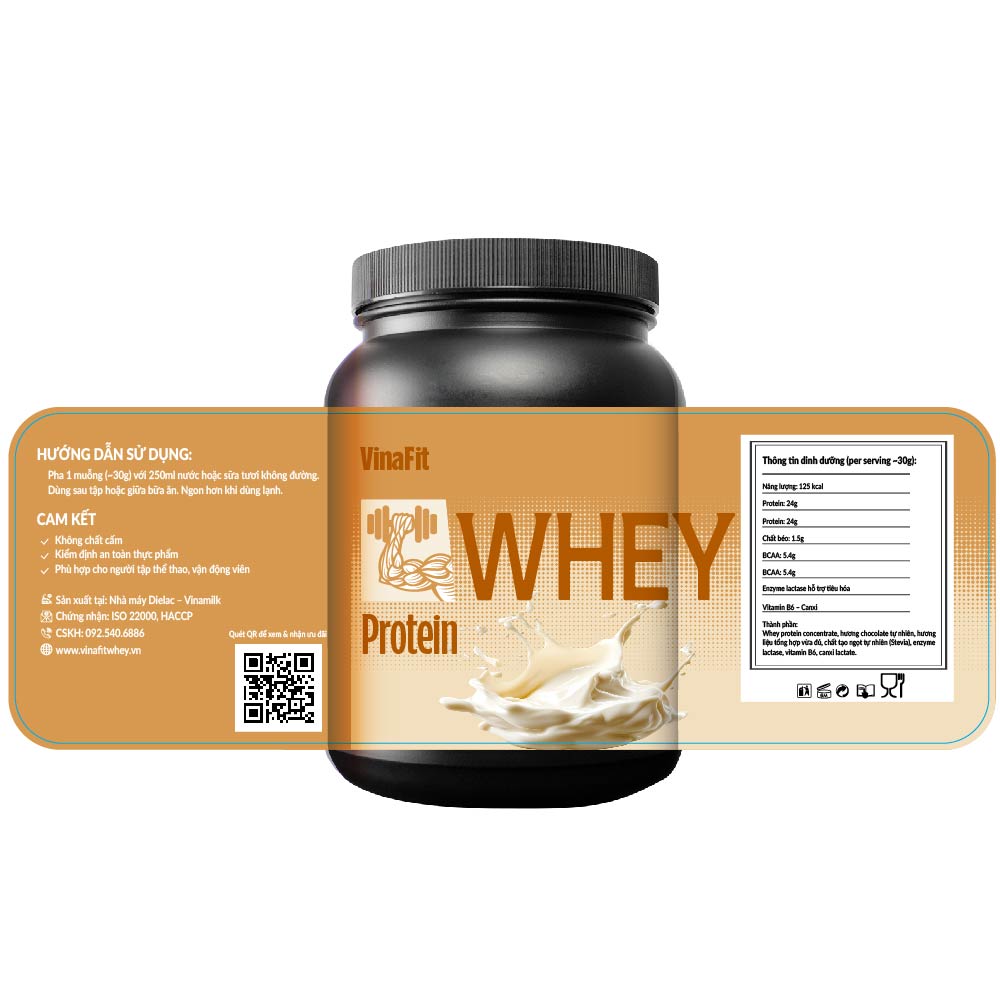 HƯỚNG DẪN SỬ DỤNG:
Pha 1 muỗng (~30g) với 250ml nước hoặc sữa tươi không đường.
Dùng sau tập hoặc giữa bữa ăn. Ngon hơn khi dùng lạnh.
CAM KẾT
Không chất cấm
Kiểm định an toàn thực phẩm
Phù hợp cho người tập thể thao, vận động viên
Sản xuất tại: Nhà máy Dielac – Vinamilk
Chứng nhận: ISO 22000, HACCP
CSKH: 092.540.6886
www.vinafitwhey.vn
Quét QR để xem & nhận ưu đãi
VinaFit
WHEY
Protein
Thông tin dinh dưỡng (per serving ~30g):
Năng lượng: 125 kcal
Protein: 24g
Protein: 24g
Chất béo: 1.5g
BCAA: 5.4g
BCAA: 5.4g
Enzyme lactase hỗ trợ tiêu hóa
Vitamin B6 – Canxi
Thành phần:
Whey protein concentrate, hương chocolate tự nhiên, hương
liệu tổng hợp vừa đủ, chất tạo ngọt tự nhiên (Stevia), enzyme
lactase, vitamin B6, canxi lactate.